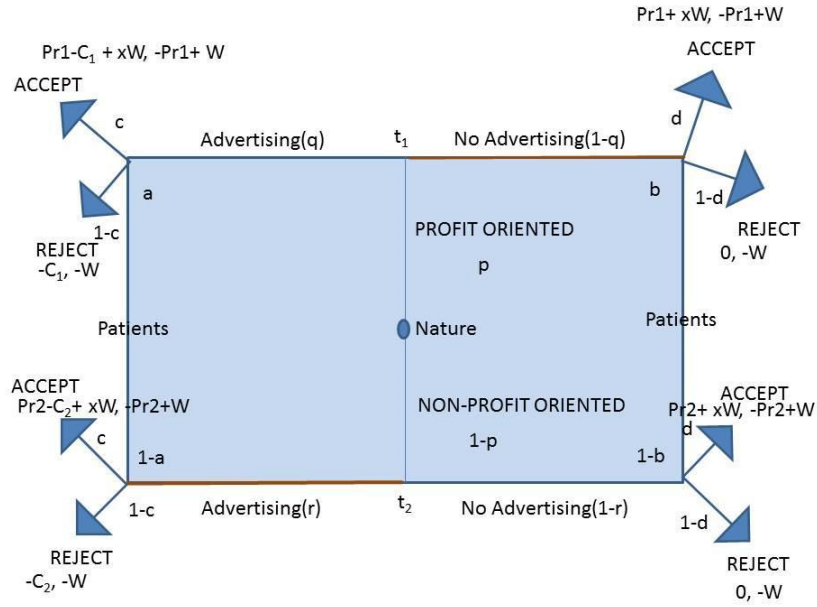 Pr1+ xW, -Pr1+W
Pr1-C₁ + xW, -Pr1+ W
ACCEPT
ACCEPT
c
d
Advertising(q)
t₁
No Advertising(1-q)
a
b
1-c
1-d
REJECT
-C₁, -W
REJECT
0, -W
PROFIT ORIENTED
p
Patients
Nature
Patients
ACCEPT
Pr2-C₂+ xW, -Pr2+W
NON-PROFIT ORIENTED
ACCEPT
Pr2+ xW, -Pr2+W
c
1-p
d
1-a
1-b
1-c
Advertising(r)
t₂
No Advertising(1-r)
1-d
REJECT
-C₂, -W
REJECT
0, -W